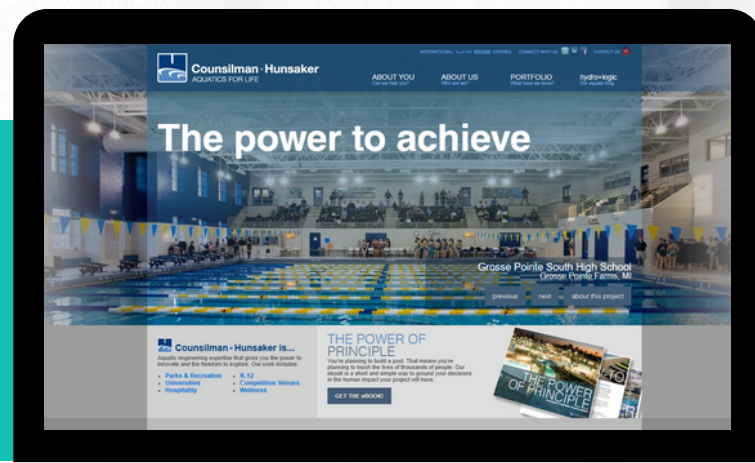 INTERNATIONAL ENGLISH ESPAÑOL CONNECT WITH US CONTACT US
Counsilman · Hunsaker
AQUATICS FOR LIFE
ABOUT YOU
Can we help you?
ABOUT US
Who are we?
PORTFOLIO
What have we done?
hydro•logic
The power to achieve
Grosse Pointe South High School
Grosse Pointe Farms, MI
previous next about this project
Counsilman · Hunsaker is...
Aquatic engineering expertise that gives you the power to
innovate and the freedom to explore. Our work includes:
• Parks & Recreation
• Universities
• Hospitality
• K-12
• Competition Venues
• Wellness
THE POWER OF
PRINCIPLE
You're planning to build a pool. That means you're
planning to touch the lives of thousands of people. Our
ebook is a short and simple way to ground your decisions
in the human impact your project will have.
GET THE eBOOK!
THE POWER
OF PRINCIPLE
TO